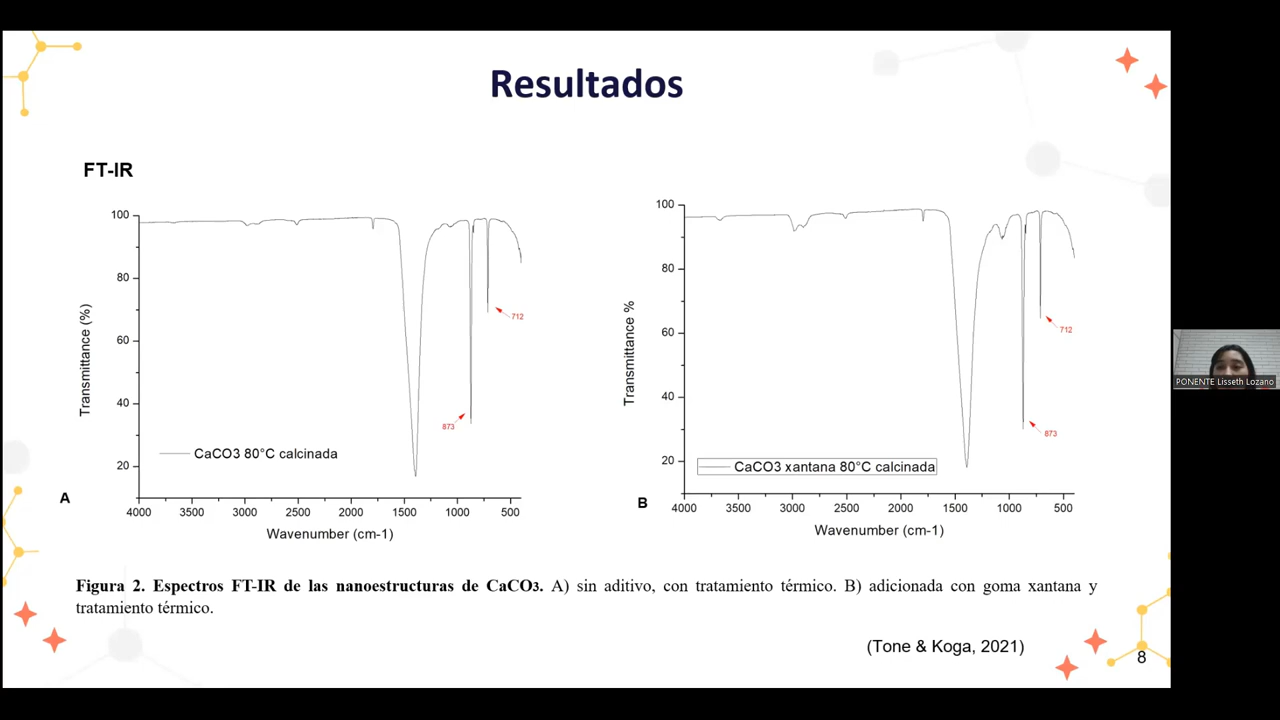 Resultados
FT-IR
100
80
60
40
20
Transmittance (%)
CaCO3 80°C calcinada
873
712
4000 3500 3000 2500 2000 1500 1000 500
Wavenumber (cm-1)
A
100
80
60
40
20
Transmittance %
CaCO3 xantana 80°C calcinada
873
712
4000 3500 3000 2500 2000 1500 1000 500
Wavenumber (cm-1)
B
Figura 2. Espectros FT-IR de las nanoestructuras de CaCO3. A) sin aditivo, con tratamiento térmico. B) adicionada con goma xantana y
tratamiento térmico.
(Tone & Koga, 2021)
8
PONENTE Lisseth Lozano